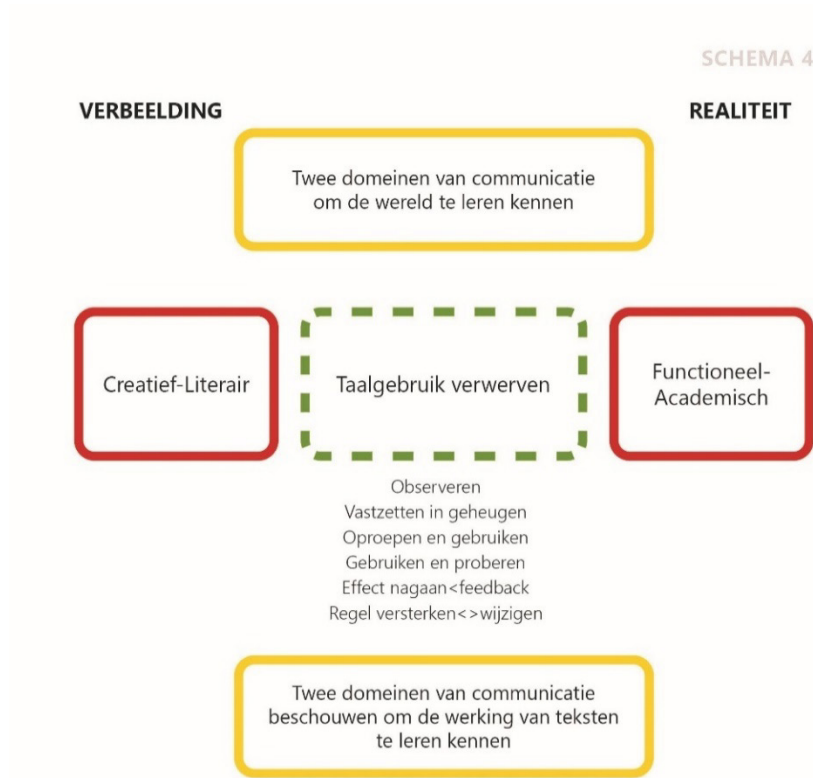 SCHEMA 4
VERBEELDING
REALITEIT
Twee domeinen van communicatie
om de wereld te leren kennen
Creatief-Literair
Taalgebruik verwerven
Functioneel-
Academisch
Observeren
Vastzetten in geheugen
Oproepen en gebruiken
Gebruiken en proberen
Effect nagaan<feedback
Regel versterken<>wijzigen
Twee domeinen van communicatie
beschouwen om de werking van teksten
te leren kennen